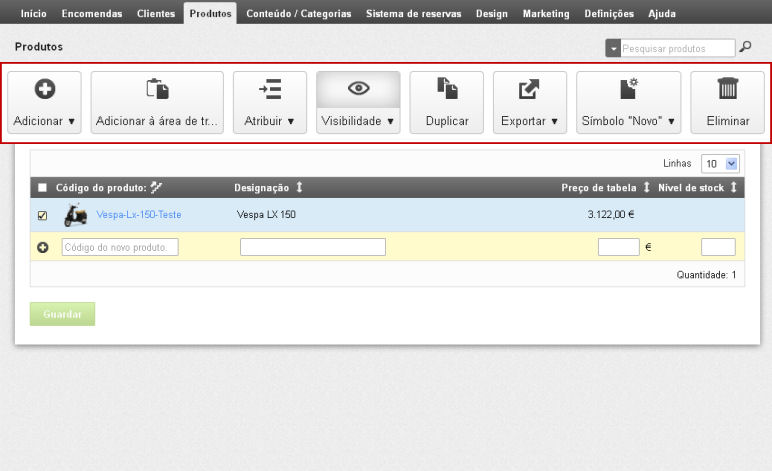 Início Encomendas Clientes Produtos Conteúdo / Categorias Sistema de reservas Design Marketing Definições Ajuda
Produtos
Pesquisar produtos
Adicionar ▼ Adicionar à área de tr... Atribuir ▼ Visibilidade ▼ Duplicar Exportar ▼ Símbolo "Novo" ▼ Eliminar
Linhas 10
Código do produto: Designação Preço de tabela Nível de stock
Vespa-Lx-150-Teste Vespa LX 150 3.122,00 €
Código do novo produto. €
Quantidade: 1
Guardar